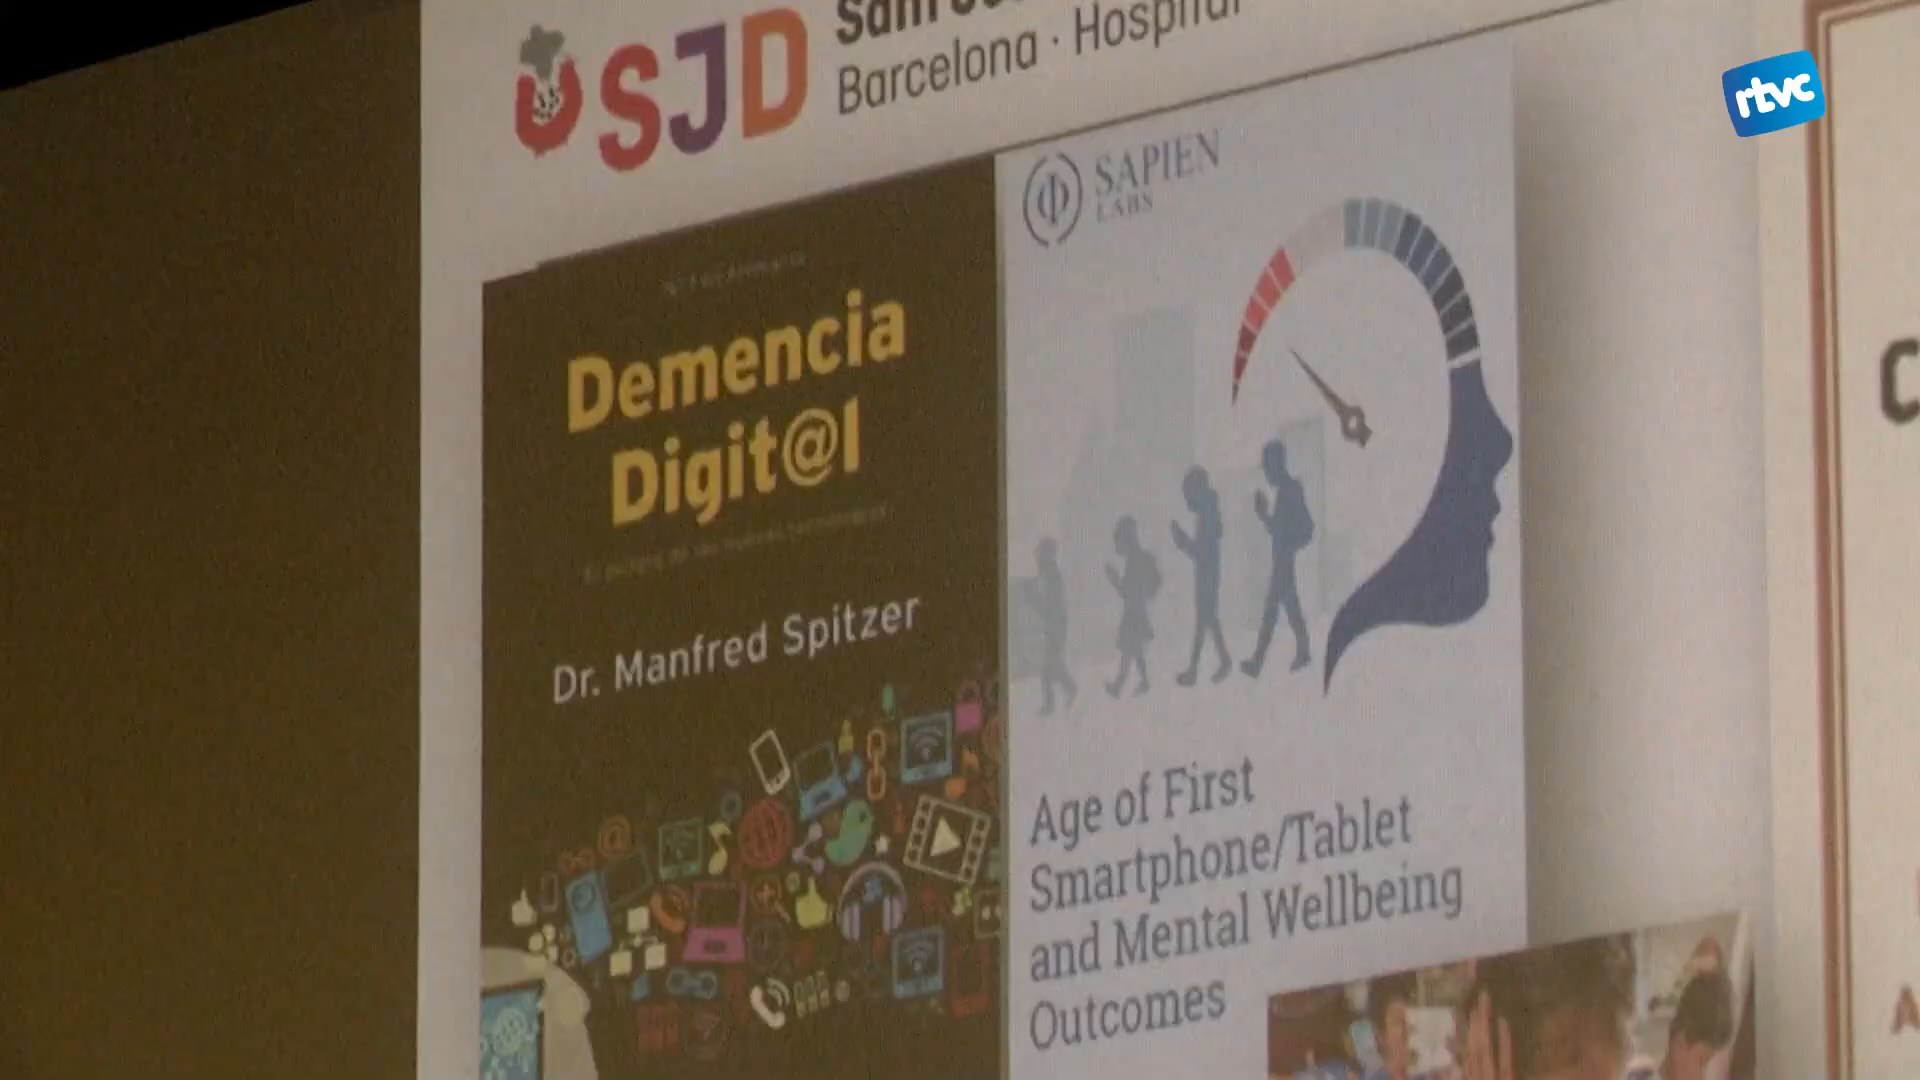 SJD
Barcelona · Hospital
rtvc
SAPIEN
LABS
Demencia
Digit@l
Dr. Manfred Spitzer
Age of First
Smartphone/Tablet
and Mental Wellbeing
Outcomes